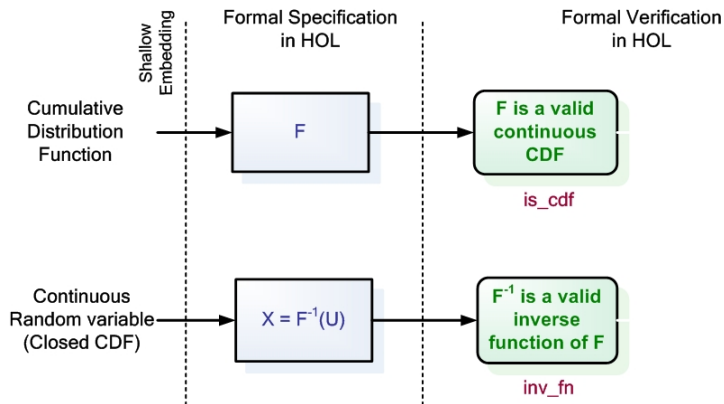 Shallow
Embedding
Formal Specification
in HOL
Formal Verification
in HOL
Cumulative
Distribution
Function
F
F is a valid
continuous
CDF
is_cdf
Continuous
Random variable
(Closed CDF)
X = F⁻¹(U)
F⁻¹ is a valid
inverse
function of F
inv_fn